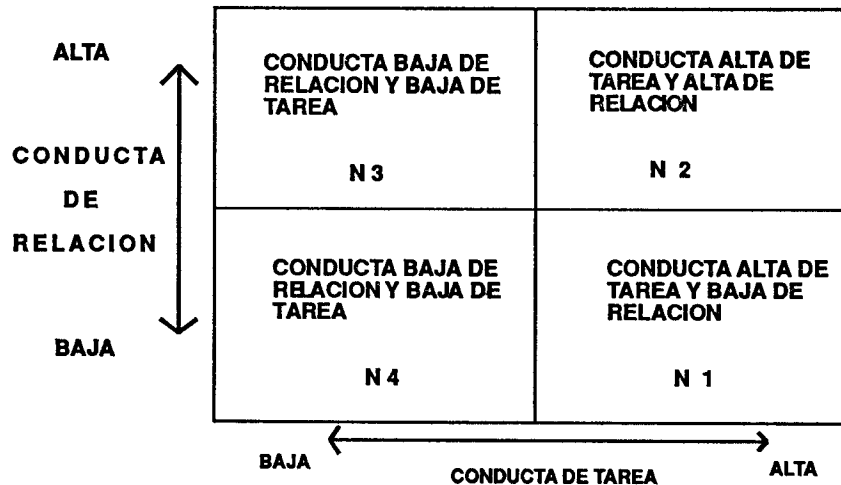 ALTA
CONDUCTA
DE
RELACION
BAJA
CONDUCTA BAJA DE
RELACION Y BAJA DE
TAREA
N 3
CONDUCTA ALTA DE
TAREA Y ALTA DE
RELACION
N 2
CONDUCTA BAJA DE
RELACION Y BAJA DE
TAREA
N 4
CONDUCTA ALTA DE
TAREA Y BAJA DE
RELACION
N 1
BAJA
CONDUCTA DE TAREA
ALTA